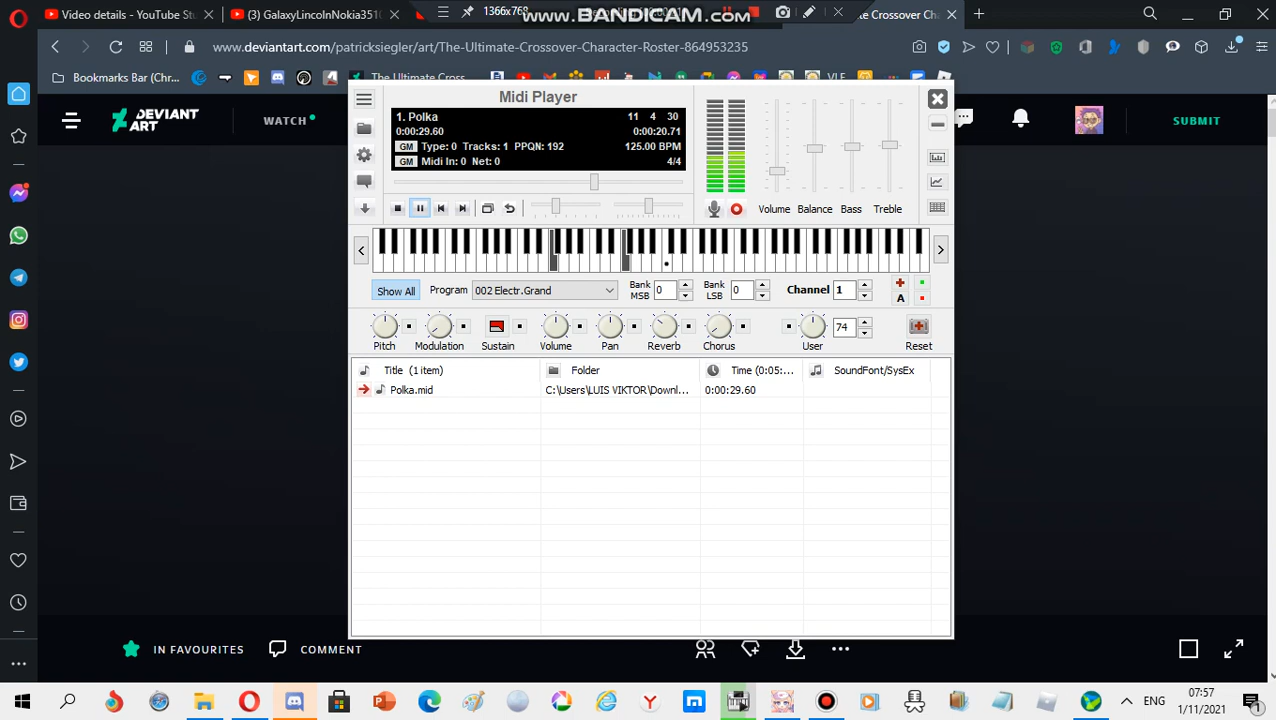 Video details - YouTube Stu
(3) GalaxyLincolnNokia3510
1366x768
www.BANDICAM.com
te Crossover Cha
www.deviantart.com/patricksiegler/art/The-Ultimate-Crossover-Character-Roster-864953235
Bookmarks Bar (Chr...
The Ultimate Cross
VLF
DEVIANT ART
WATCH
SUBMIT
Midi Player
1. Polka 11 4 30
0:00:29.60 0:00:20.71
GM Type: 0 Tracks: 1 PPQN: 192 125.00 BPM
GM Midi In: 0 Net: 0 4/4
Volume Balance Bass Treble
Show All Program 002 Electr.Grand Bank MSB 0 Bank LSB 0 Channel 1 A
74
Pitch Modulation Sustain Volume Pan Reverb Chorus User Reset
Title (1 item) Folder Time (0:05:... SoundFont/SysEx
Polka.mid C:\Users\LUIS VIKTOR\Downl... 0:00:29.60
IN FAVOURITES COMMENT
ENG 07:57
1/11/2021 1